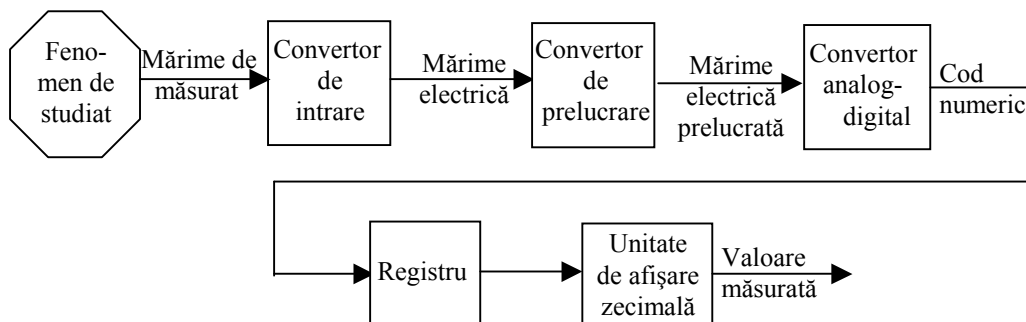 Feno-
men de
studiat
Mărime de
măsurat
Convertor
de
intrare
Mărime
electrică
Convertor
de
prelucrare
Mărime
electrică
prelucrată
Convertor
analog-
digital
Cod
numeric
Registru
Unitate
de afişare
zecimală
Valoare
măsurată